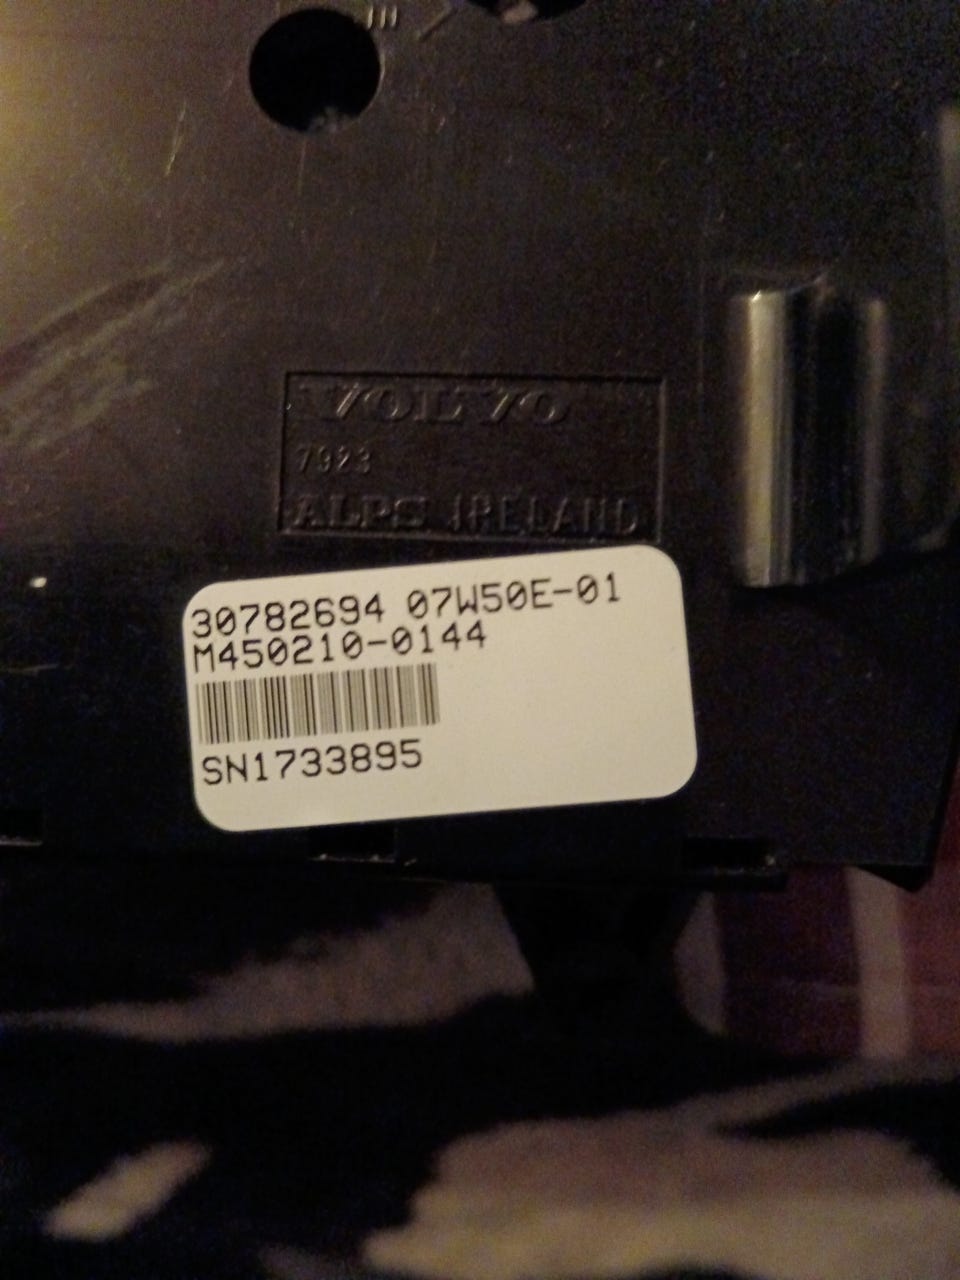 VOLVO
7923
ALPS IRELAND
30782694 07W50E-01
M450210-0144
SN1733895